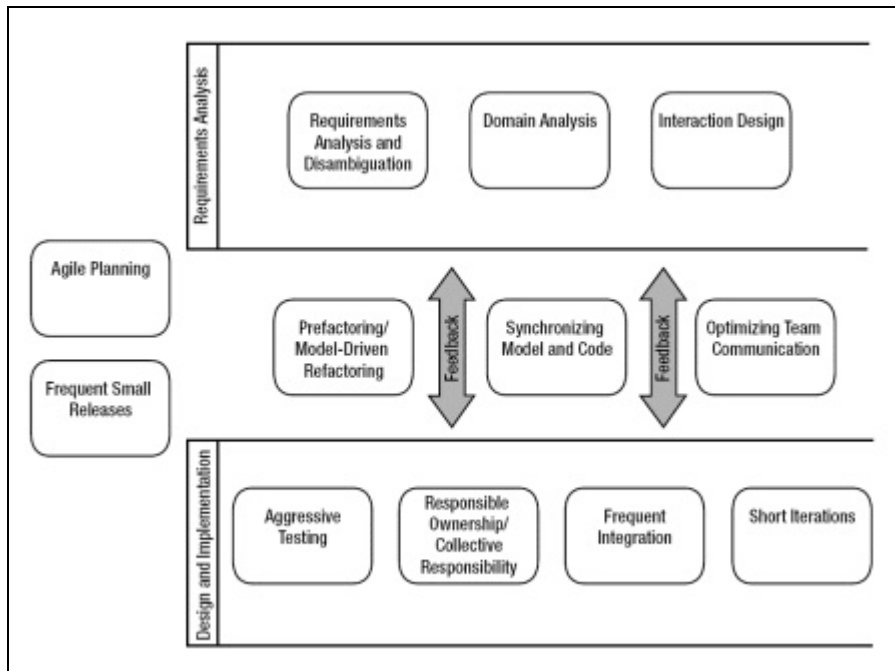 Requirements Analysis
Requirements
Analysis and
Disambiguation
Domain Analysis
Interaction Design
Agile Planning
Frequent Small
Releases
Prefactoring/
Model-Driven
Refactoring
Feedback
Synchronizing
Model and Code
Feedback
Optimizing Team
Communication
Design and Implementation
Aggressive
Testing
Responsible
Ownership/
Collective
Responsibility
Frequent
Integration
Short Iterations